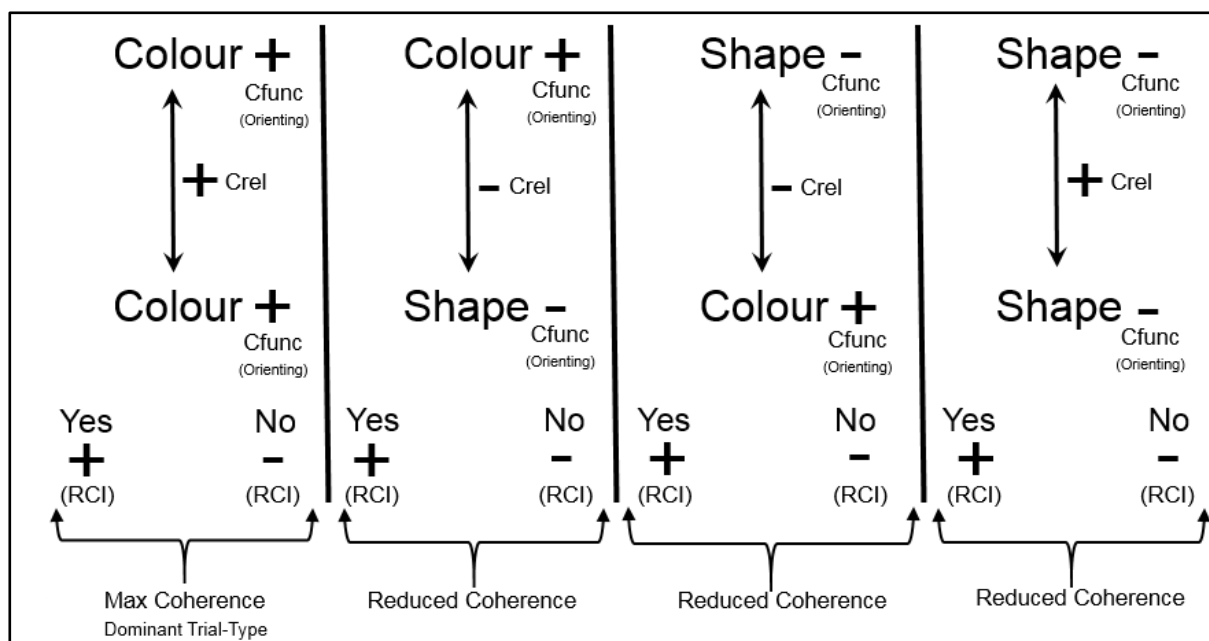 Colour + Colour + Shape - Shape -
Cfunc Cfunc Cfunc Cfunc
(Orienting) (Orienting) (Orienting) (Orienting)
+ Crel - Crel - Crel + Crel
Colour + Shape - Colour + Shape -
Cfunc Cfunc Cfunc Cfunc
(Orienting) (Orienting) (Orienting) (Orienting)
Yes No Yes No Yes No Yes No
+ - + - + - + -
(RCI) (RCI) (RCI) (RCI) (RCI) (RCI) (RCI) (RCI)
Max Coherence Reduced Coherence Reduced Coherence Reduced Coherence
Dominant Trial-Type